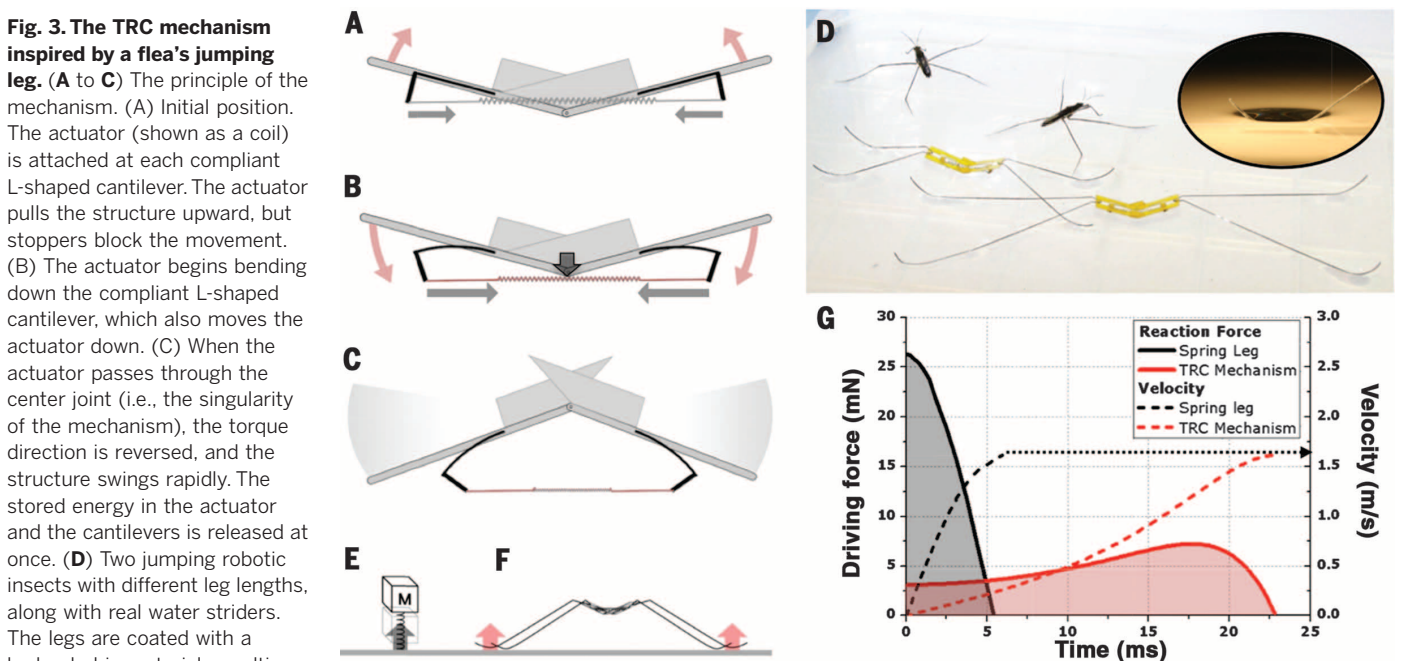 Fig. 3. The TRC mechanism
inspired by a flea's jumping
leg. (A to C) The principle of the
mechanism. (A) Initial position.
The actuator (shown as a coil)
is attached at each compliant
L-shaped cantilever. The actuator
pulls the structure upward, but
stoppers block the movement.
(B) The actuator begins bending
down the compliant L-shaped
cantilever, which also moves the
actuator down. (C) When the
actuator passes through the
center joint (i.e., the singularity
of the mechanism), the torque
direction is reversed, and the
structure swings rapidly. The
stored energy in the actuator
and the cantilevers is released at
once. (D) Two jumping robotic
insects with different leg lengths,
along with real water striders.
The legs are coated with a
A
B
C
E
M
F
D
G
Driving force (mN)
30
25
20
15
10
5
0
Reaction Force
Spring Leg
TRC Mechanism
Velocity
Spring leg
TRC Mechanism
3.0
2.5
2.0
1.5
1.0
0.5
0.0
Velocity (m/s)
0 5 10 15 20 25
Time (ms)